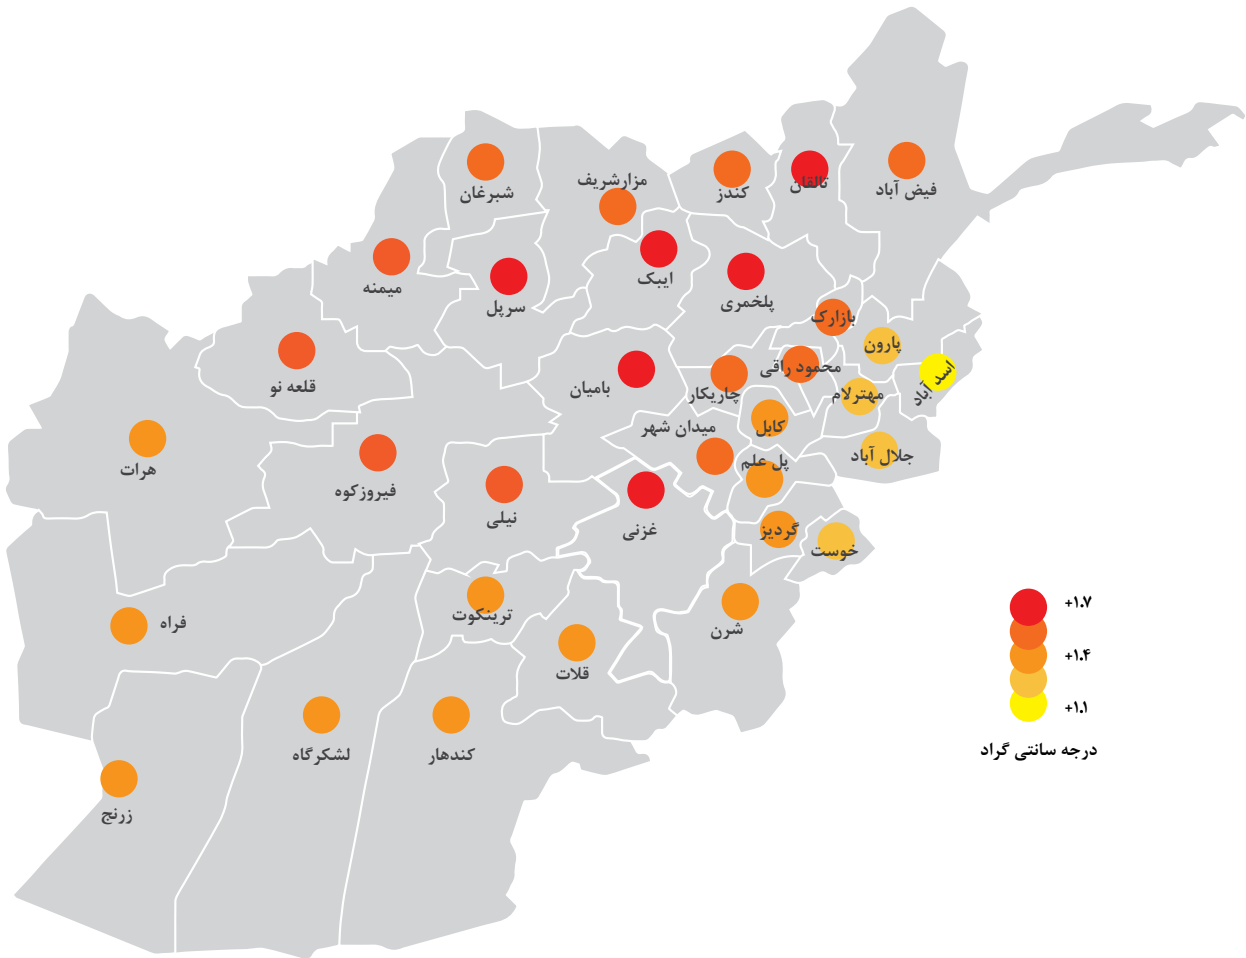 شبرغان
مزارشریف
کندز
تالقان
فیض آباد
میمنه
سرپل
ایبک
پلخمری
بازارک
پارون
اسد آباد
قلعه نو
بامیان
چاریکار
محمود راقی
مهترلام
هرات
فیروزکوه
میدان شهر
کابل
جلال آباد
پل علم
نیلی
غزنی
گردیز
خوست
فراه
ترینکوت
قلات
شرن
لشکرگاه
کندهار
زرنج
+۱.۷
+۱.۴
+۱.۱
درجه سانتی گراد